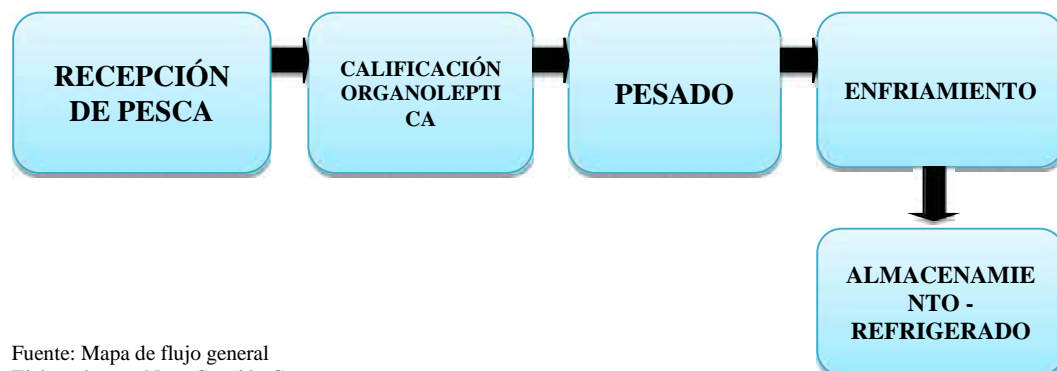 RECEPCIÓN
DE PESCA
CALIFICACIÓN
ORGANOLEPTI
CA
PESADO
ENFRIAMIENTO
ALMACENAMIE
NTO -
REFRIGERADO
Fuente: Mapa de flujo general